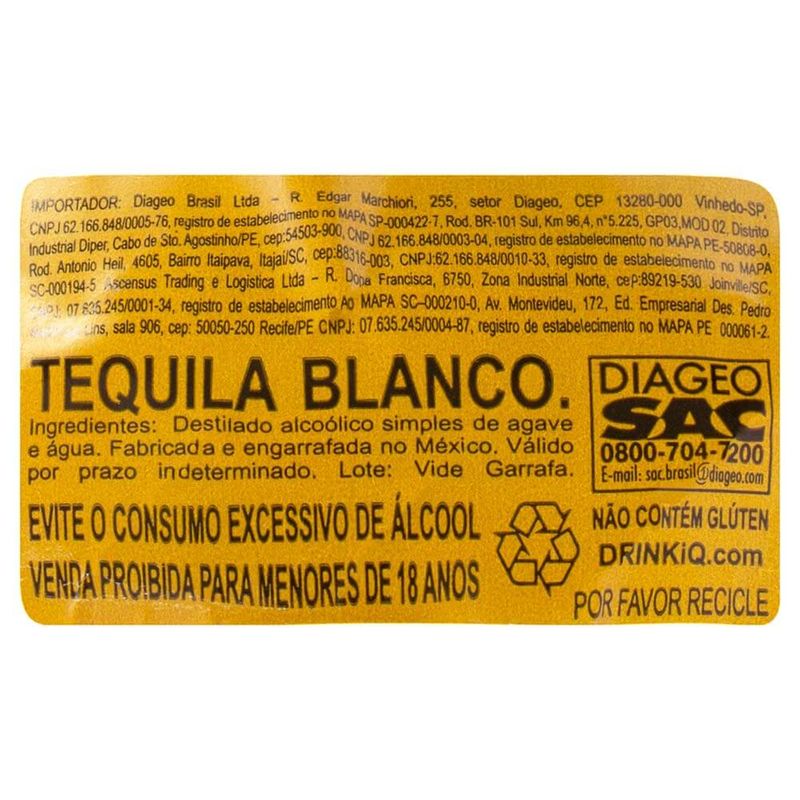 IMPORTADOR: Diageo Brasil Ltda – R. Edgar Marchiori, 255, setor Diageo, CEP 13280-000 Vinhedo-SP,
CNPJ 62.166.848/0005-76, registro de estabelecimento no MAPA SP-000422-7, Rod. BR-101 Sul, Km 96,4, n°5.225, GP03,MOD 02, Distrito
Industrial Diper, Cabo de Sto. Agostinho/PE, cep:54503-900, CNPJ 62.166.848/0003-04, registro de estabelecimento no MAPA PE-50808-0,
Rod. Antonio Heil, 4605, Bairro Itaipava, Itajaí/SC, cep:88316-003, CNPJ:62.166.848/0010-33, registro de estabelecimento no MAPA
SC-000194-5 Ascensus Trading e Logística Ltda – R. Dona Francisca, 6750, Zona Industrial Norte, cep:89219-530 Joinville/SC,
07.635.245/0001-34, registro de estabelecimento Ao MAPA SC-000210-0, Av. Montevideu, 172, Ed. Empresarial Des. Pedro
Lins, sala 906, cep: 50050-250 Recife/PE CNPJ: 07.635.245/0004-87, registro de estabelecimento no MAPA PE 000061-2.
TEQUILA BLANCO.
Ingredientes: Destilado alcoólico simples de agave
e água. Fabricada e engarrafada no México. Válido
por prazo indeterminado. Lote: Vide Garrafa.
DIAGEO
SAC
0800-704-7200
E-mail: sac.brasil@diageo.com
EVITE O CONSUMO EXCESSIVO DE ÁLCOOL
VENDA PROIBIDA PARA MENORES DE 18 ANOS
NÃO CONTÉM GLÚTEN
DRINKiQ.com
POR FAVOR RECICLE